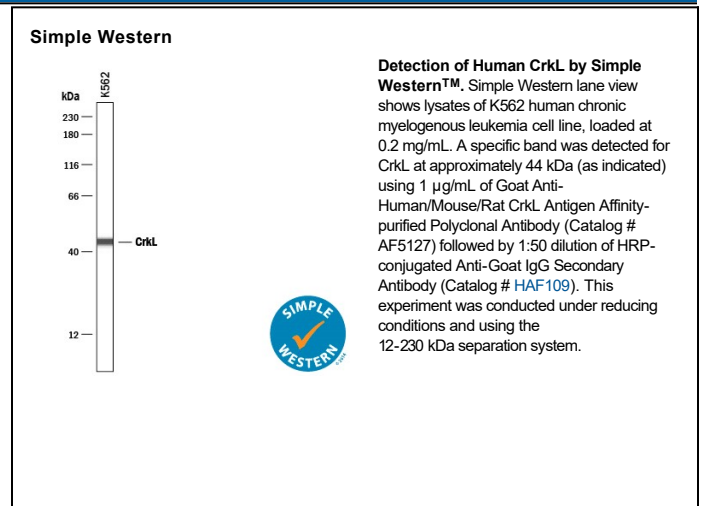 Simple Western
kDa
K562
230
180
116
66
40
12
CrkL
SIMPLE
WESTERN
Detection of Human CrkL by Simple
Western™. Simple Western lane view
shows lysates of K562 human chronic
myelogenous leukemia cell line, loaded at
0.2 mg/mL. A specific band was detected for
CrkL at approximately 44 kDa (as indicated)
using 1 µg/mL of Goat Anti-
Human/Mouse/Rat CrkL Antigen Affinity-
purified Polyclonal Antibody (Catalog #
AF5127) followed by 1:50 dilution of HRP-
conjugated Anti-Goat IgG Secondary
Antibody (Catalog # HAF109). This
experiment was conducted under reducing
conditions and using the
12-230 kDa separation system.